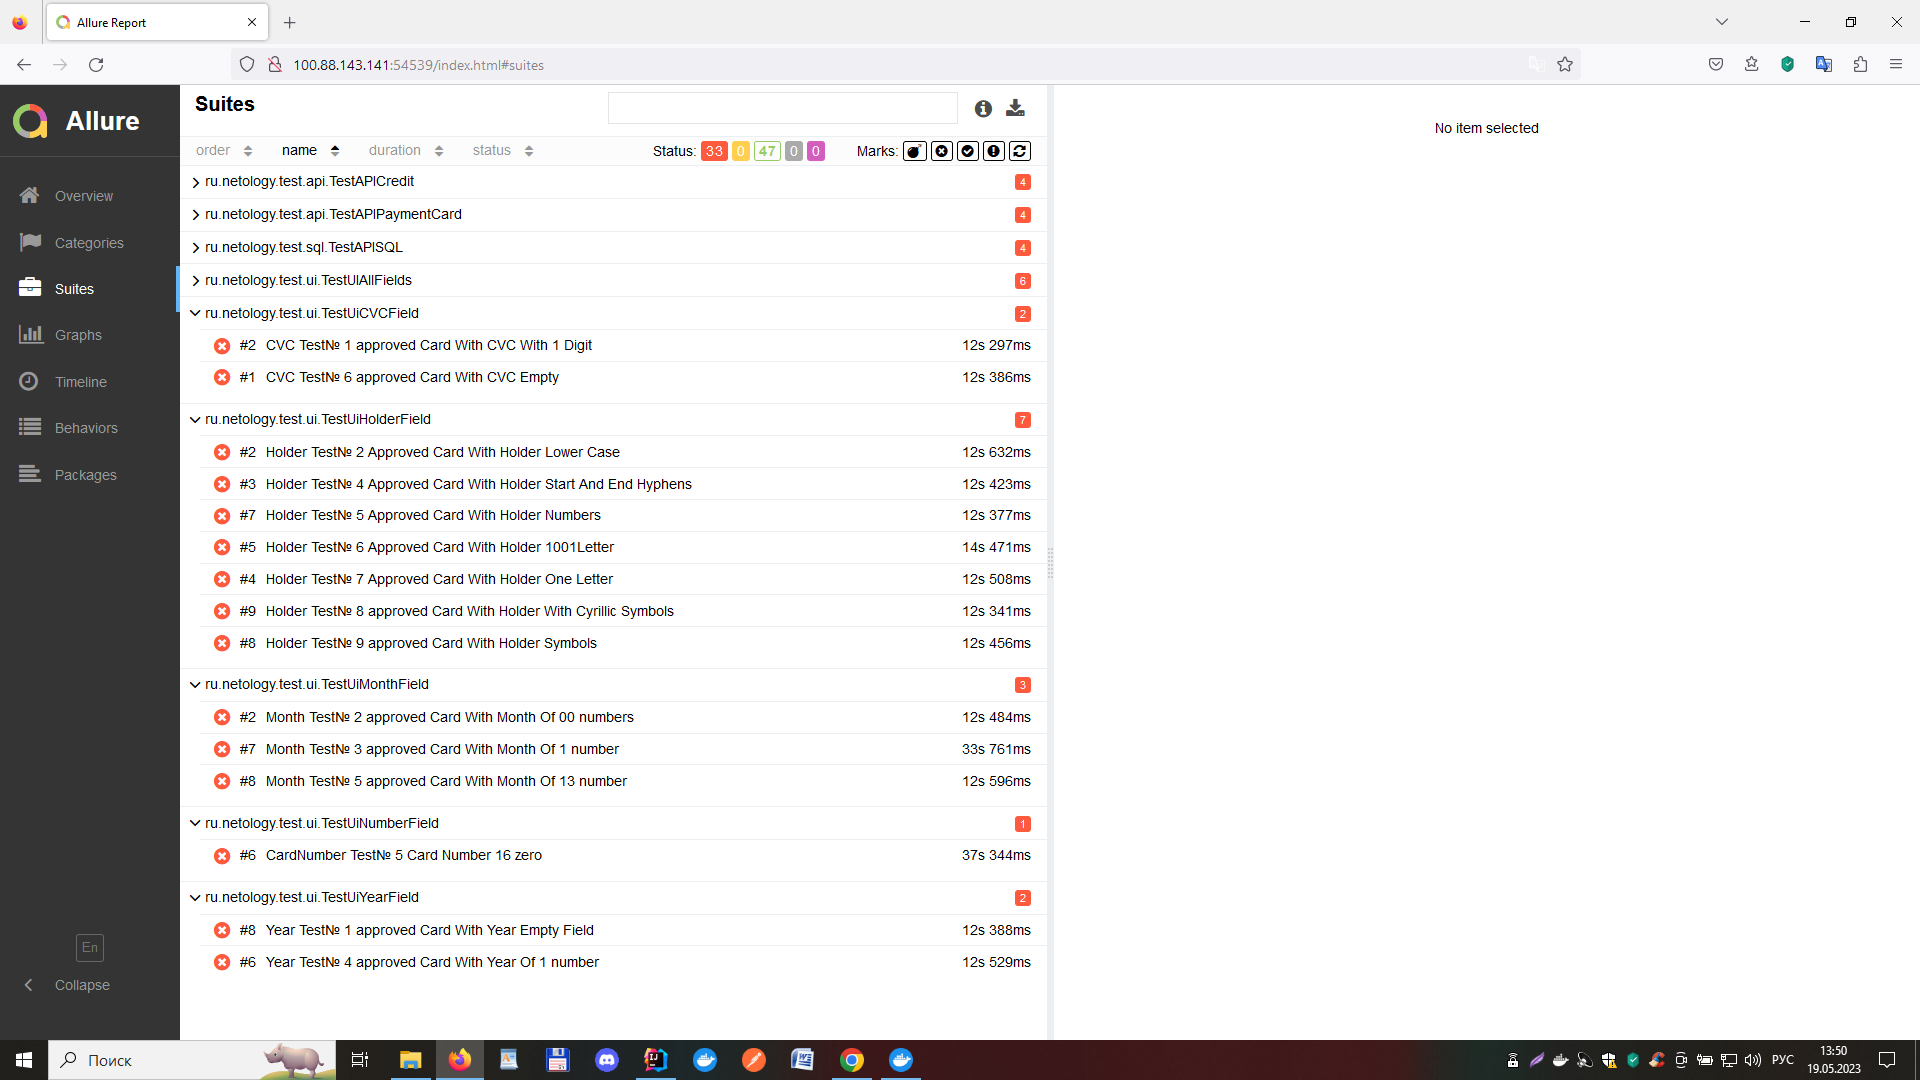 Allure Report
100.88.143.141:54539/index.html#suites
Allure
Overview
Categories
Suites
Graphs
Timeline
Behaviors
Packages
En
Collapse
Suites
order name duration status Status: 33 0 47 0 0 Marks:
ru.netology.test.api.TestAPICredit 4
ru.netology.test.api.TestAPIPaymentCard 4
ru.netology.test.sql.TestAPISQL 4
ru.netology.test.ui.TestUIAllFields 6
ru.netology.test.ui.TestUiCVCField 2
#2 CVC Test№ 1 approved Card With CVC With 1 Digit 12s 297ms
#1 CVC Test№ 6 approved Card With CVC Empty 12s 386ms
ru.netology.test.ui.TestUiHolderField 7
#2 Holder Test№ 2 Approved Card With Holder Lower Case 12s 632ms
#3 Holder Test№ 4 Approved Card With Holder Start And End Hyphens 12s 423ms
#7 Holder Test№ 5 Approved Card With Holder Numbers 12s 377ms
#5 Holder Test№ 6 Approved Card With Holder 1001Letter 14s 471ms
#4 Holder Test№ 7 Approved Card With Holder One Letter 12s 508ms
#9 Holder Test№ 8 approved Card With Holder With Cyrillic Symbols 12s 341ms
#8 Holder Test№ 9 approved Card With Holder Symbols 12s 456ms
ru.netology.test.ui.TestUiMonthField 3
#2 Month Test№ 2 approved Card With Month Of 00 numbers 12s 484ms
#7 Month Test№ 3 approved Card With Month Of 1 number 33s 761ms
#8 Month Test№ 5 approved Card With Month Of 13 number 12s 596ms
ru.netology.test.ui.TestUiNumberField 1
#6 CardNumber Test№ 5 Card Number 16 zero 37s 344ms
ru.netology.test.ui.TestUiYearField 2
#8 Year Test№ 1 approved Card With Year Empty Field 12s 388ms
#6 Year Test№ 4 approved Card With Year Of 1 number 12s 529ms
No item selected
Поиск
РУС
13:50
19.05.2023